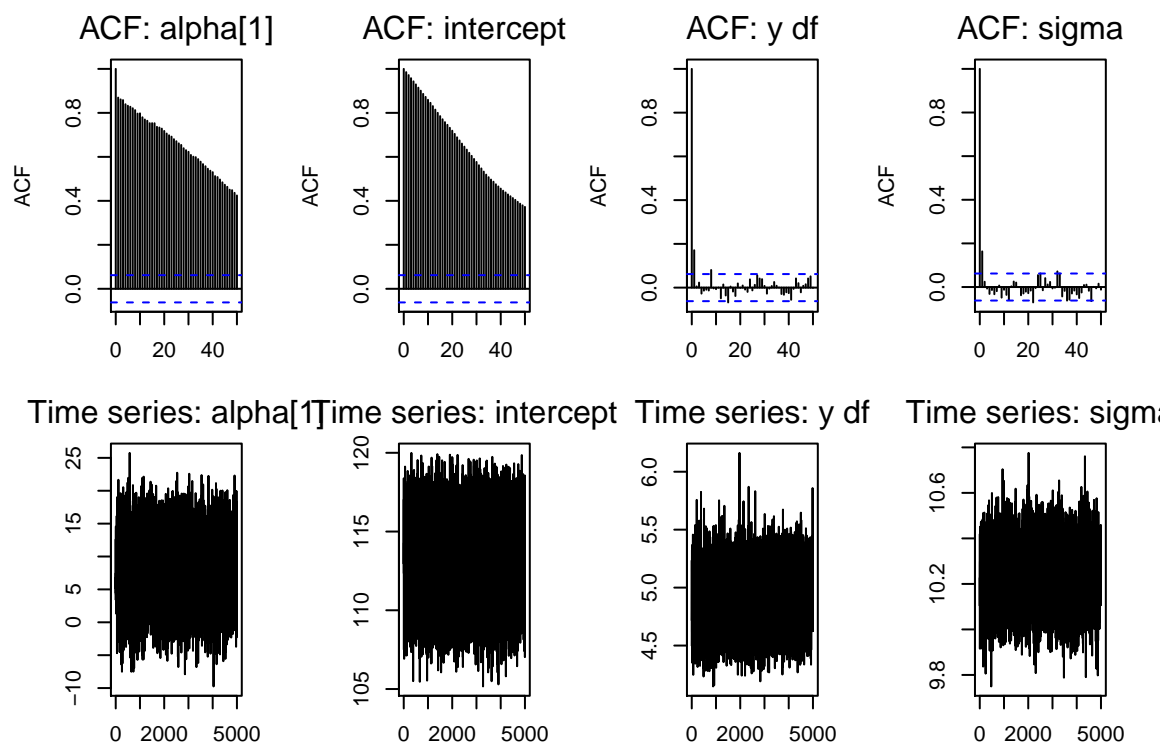 ACF: alpha[1]
ACF: intercept
ACF: y df
ACF: sigma
ACF
0.0 0.4 0.8
0 20 40
ACF
0.0 0.4 0.8
0 20 40
ACF
0.0 0.4 0.8
0 20 40
ACF
0.0 0.4 0.8
0 20 40
Time series: alpha[1]
Time series: intercept
Time series: y df
Time series: sigma
−10 0 5 15 25
0 2000 5000
105 110 115 120
0 2000 5000
4.5 5.0 5.5 6.0
0 2000 5000
9.8 10.2 10.6
0 2000 5000